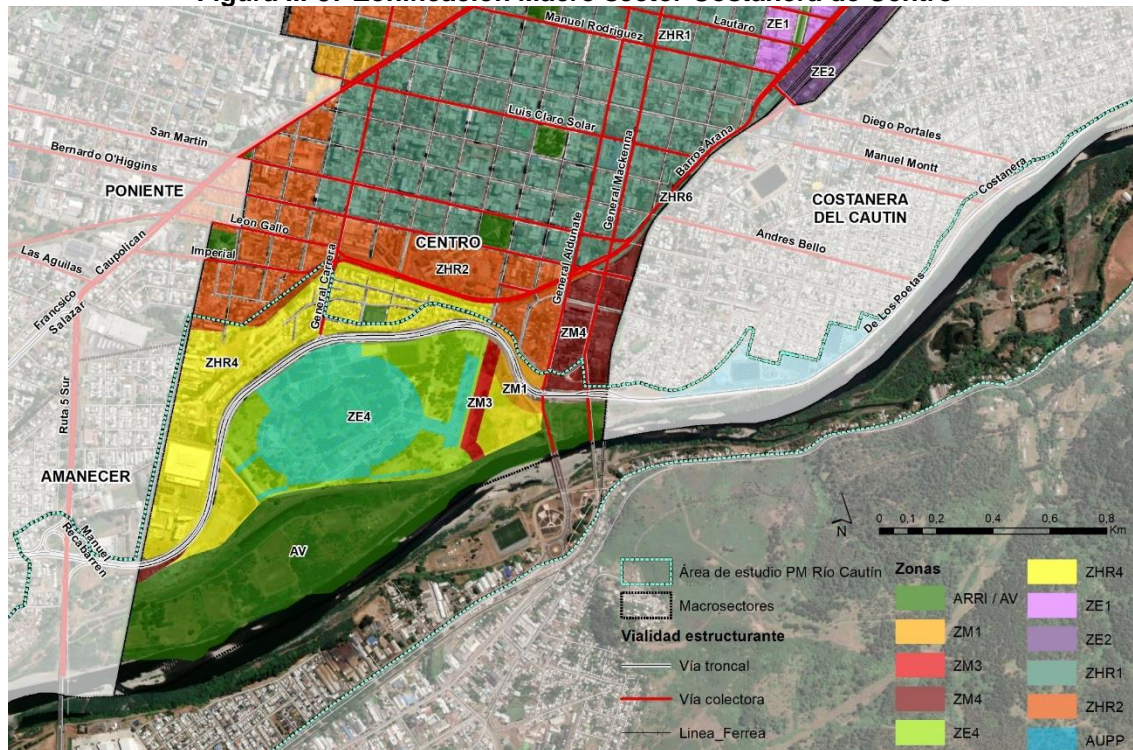 Figura III-8: Zonificación Macro sector Costanera de Centro
Manuel Rodriguez
Lautaro
ZHR1
ZE1
ZE2
San Martin
Bernardo O'Higgins
Luis Claro Solar
General Mackenna
Barros Arana
Diego Portales
Manuel Montt
Costanera
PONIENTE
COSTANERA
DEL CAUTIN
ZHR6
Leon Gallo
CENTRO
Imperial
Las Aguilas
Caupolican
ZHR2
General Aldunate
Andres Bello
Francsico
Salazar
General Carrera
De Los Poetas
ZHR4
ZM4
Ruta 5 Sur
ZM1
ZE4
ZM3
AMANECER
Manuel
Recabarren
AV
N
0 0,1 0,2 0,4 0,6 0,8
Km
Área de estudio PM Río Cautín
Macrosectores
Vialidad estructurante
Vía troncal
Vía colectora
Linea_Ferrea
Zonas
ARRI / AV
ZM1
ZM3
ZM4
ZE4
ZHR4
ZE1
ZE2
ZHR1
ZHR2
AUPP